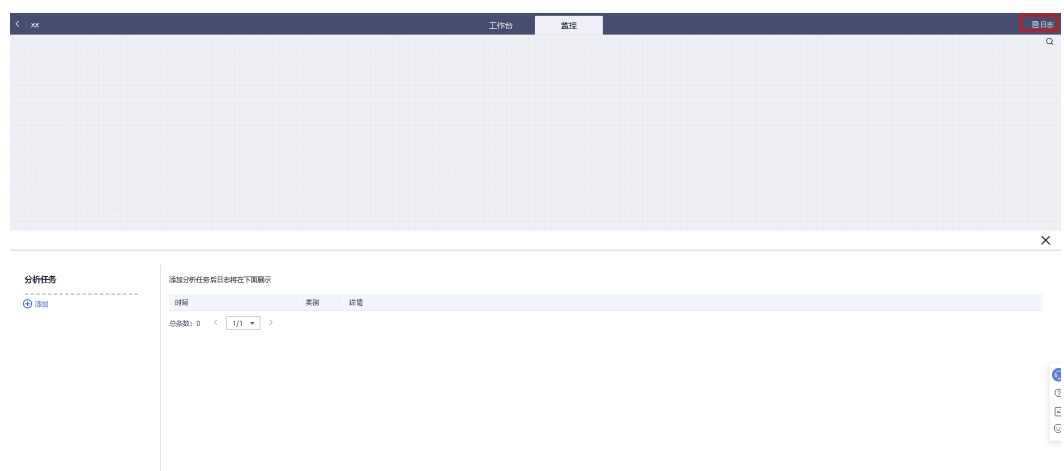 xx 工作台 监控 日志
分析任务
添加分析任务后日志将在下面展示
添加
时间 类别 详情
总条数: 0 1/1